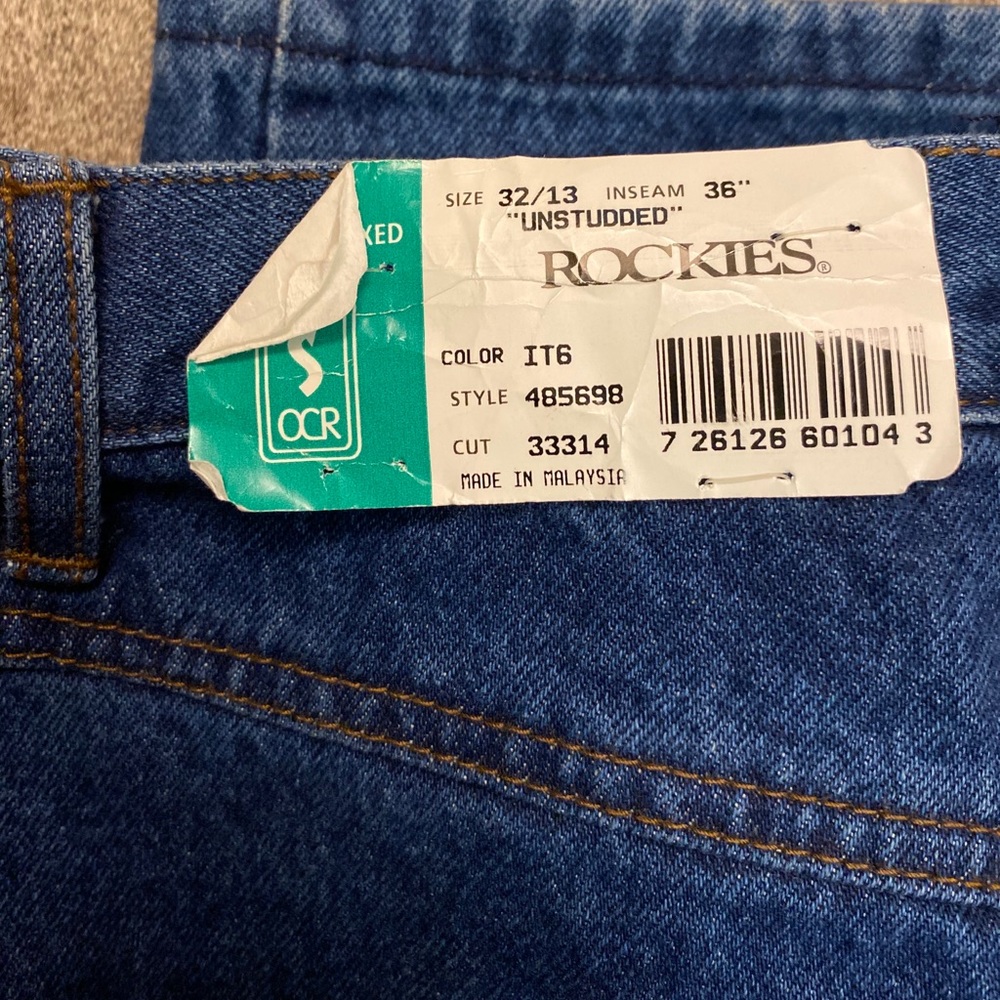 SIZE 32/13 INSEAM 36"
"UNSTUDDED"
ROCKIES®
COLOR IT6
STYLE 485698
CUT 33314
MADE IN MALAYSIA
7 26126 60104 3
XED
S
OCR